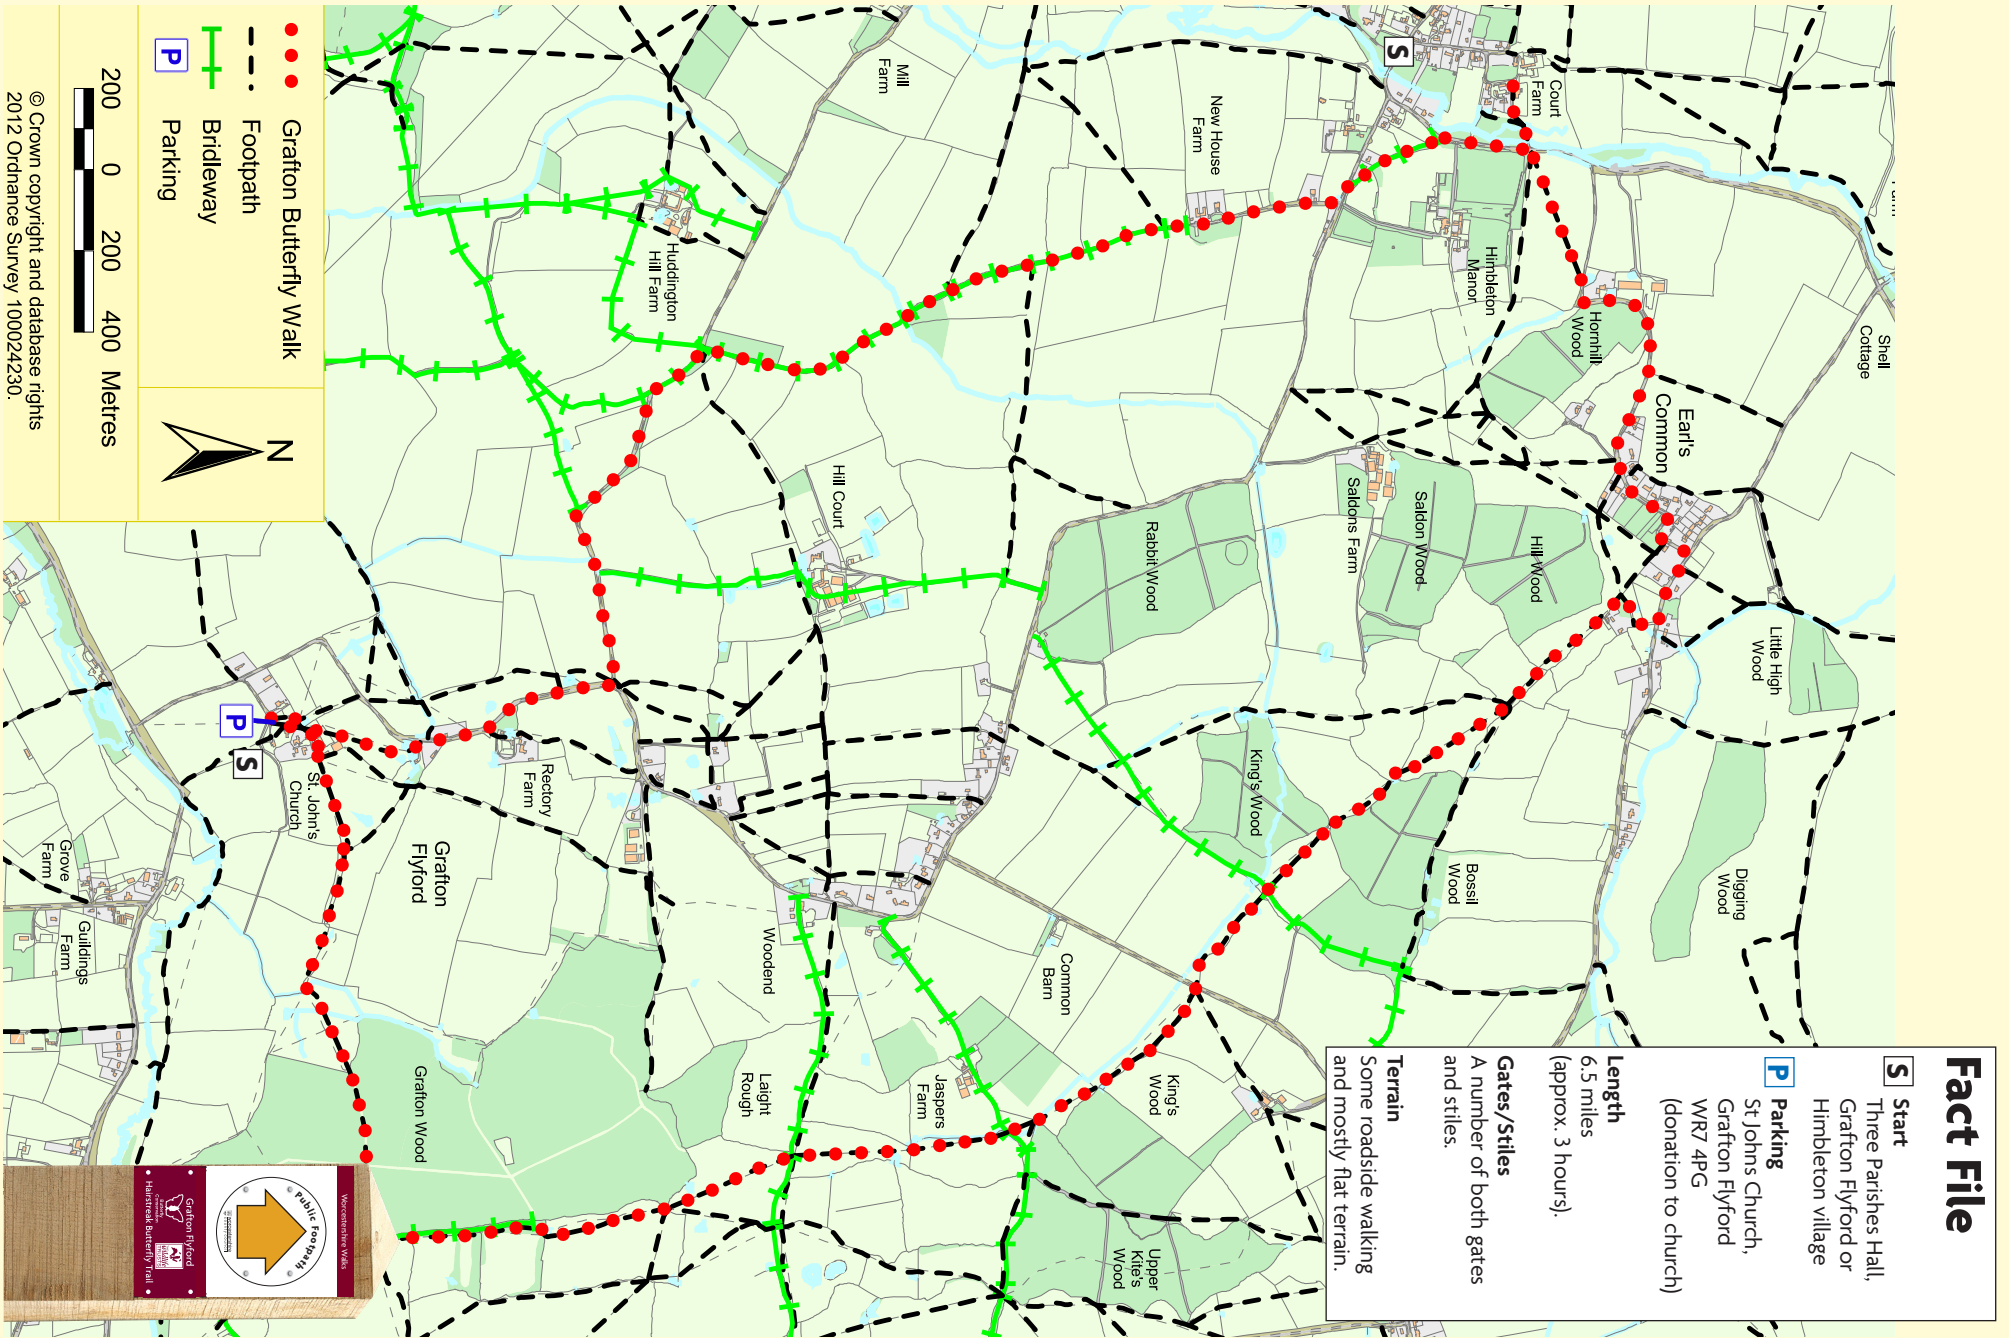 Fact File
S Start
Three Parishes Hall,
Grafton Flyford or
Himbleton village
P Parking
St Johns Church,
Grafton Flyford
WR7 4PG
(donation to church)
Length
6.5 miles
(approx. 3 hours).
Gates/Stiles
A number of both gates
and stiles.
Terrain
Some roadside walking
and mostly flat terrain.
Shell
Cottage
Court
Farm
S
Himbleton
Manor
Hornhill
Wood
Earl's
Common
Little High
Wood
Digging
Wood
New House
Farm
Mill
Farm
Saldons Farm
Saldon Wood
Hill Wood
Rabbit Wood
King's Wood
Bossil
Wood
Huddington
Hill Farm
Hill Court
Common
Barn
King's
Wood
Woodend
Jaspers
Farm
Laight
Rough
Upper
Kite's
Wood
Rectory
Farm
Grafton
Flyford
St. John's
Church
P
S
Grafton Wood
Grove
Farm
Guildings
Farm
Grafton Butterfly Walk
Footpath
Bridleway
P Parking
N
200 0 200 400 Metres
© Crown copyright and database rights
2012 Ordnance Survey 100024230.
Worcestershire Walks
Public Footpath
Grafton Flyford
Hairstreak Butterfly Trail